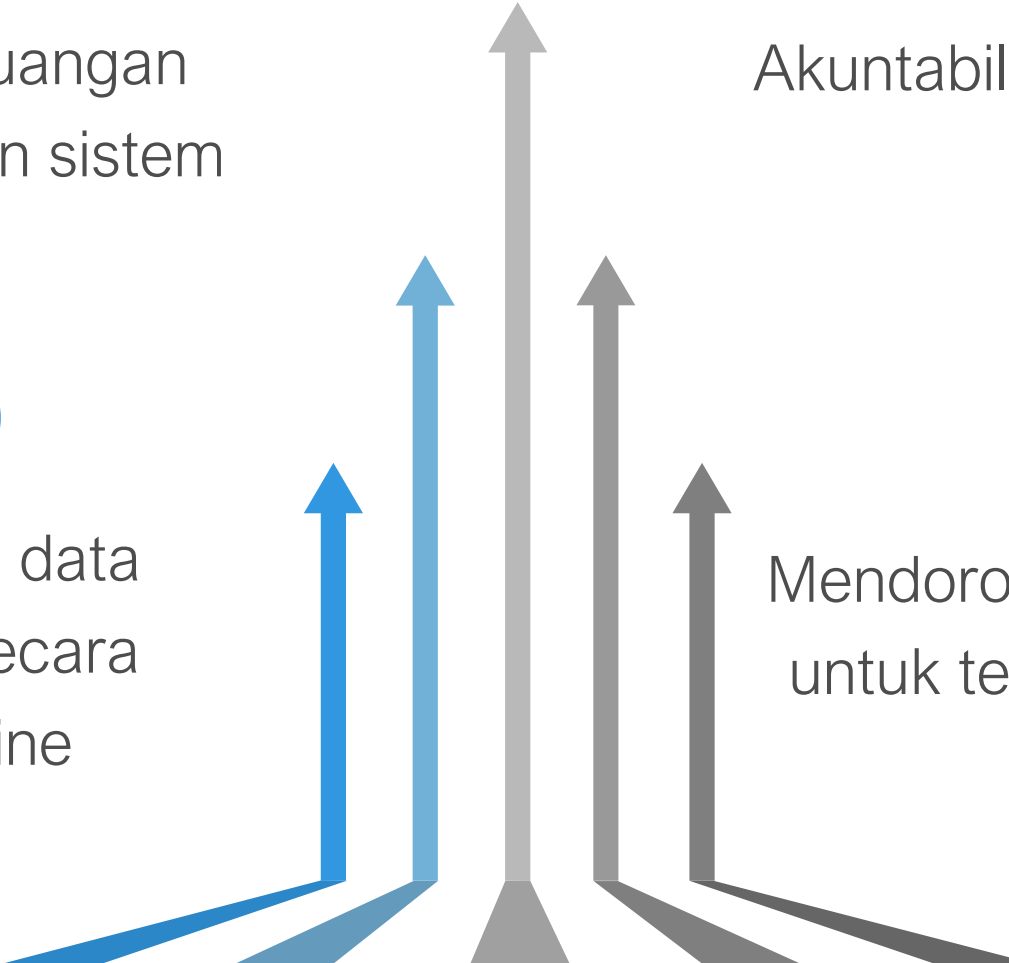 uangan
n sistem
data
ecara
ine
Akuntabil
Mendoro
untuk te